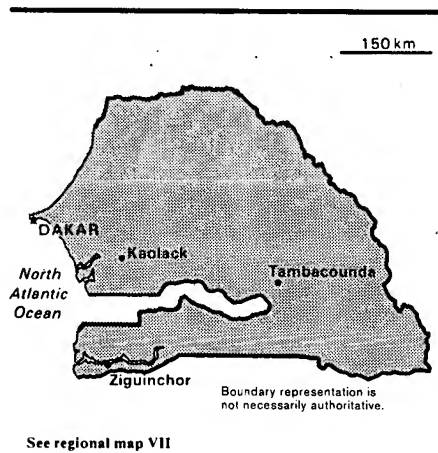 150 km
DAKAR
Kaolack
Tambacounda
North
Atlantic
Ocean
Ziguinchor
Boundary representation is
not necessarily authoritative.
See regional map VII